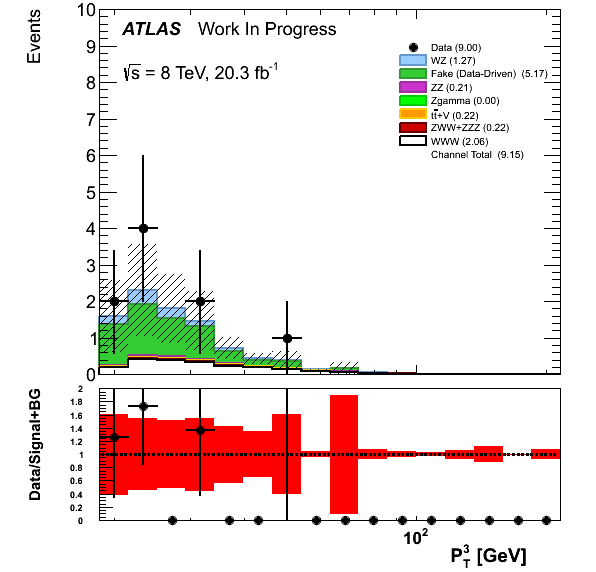 Events
10
9
8
7
6
5
4
3
2
1
0
ATLAS Work In Progress
√s = 8 TeV, 20.3 fb⁻¹
Data (9.00)
WZ (1.27)
Fake (Data-Driven) (5.17)
ZZ (0.21)
Zgamma (0.00)
tt̄+V (0.22)
ZWW+ZZZ (0.22)
WWW (2.06)
Channel Total (9.15)
Data/Signal+BG
2
1.8
1.6
1.4
1.2
1
0.8
0.6
0.4
0.2
0
10²
P³_T [GeV]